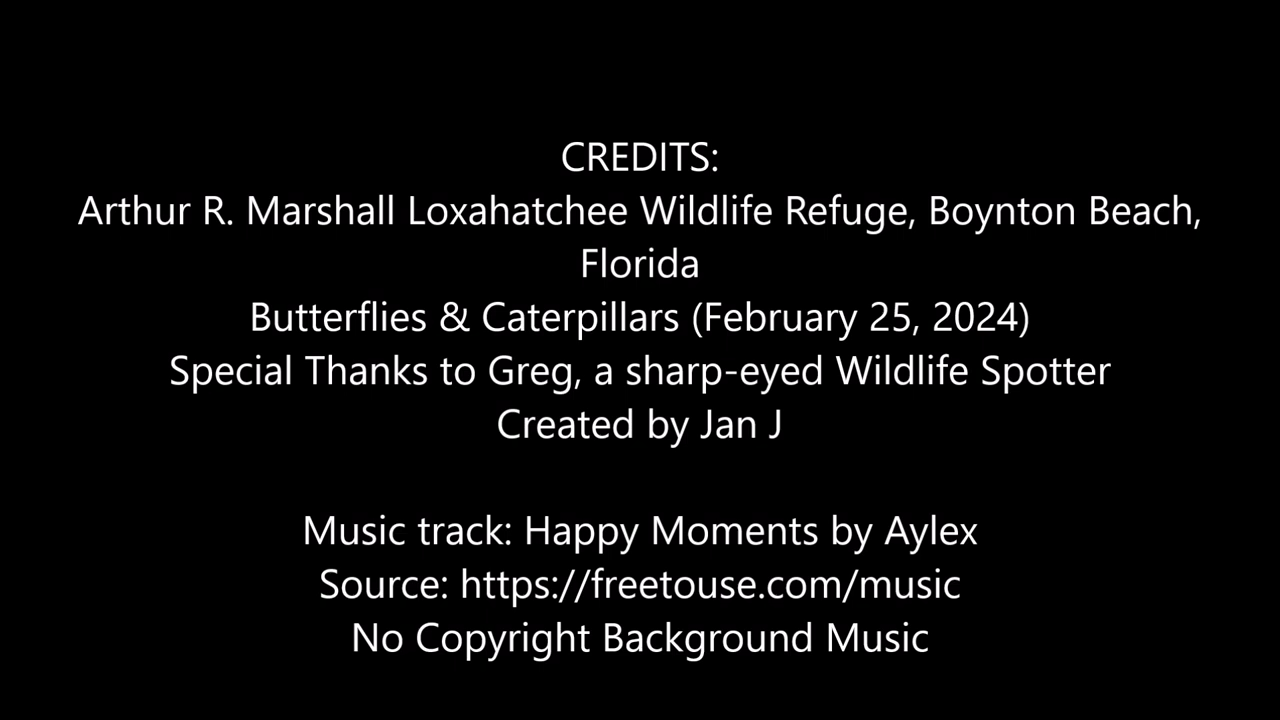 CREDITS:
Arthur R. Marshall Loxahatchee Wildlife Refuge, Boynton Beach,
Florida
Butterflies & Caterpillars (February 25, 2024)
Special Thanks to Greg, a sharp-eyed Wildlife Spotter
Created by Jan J
Music track: Happy Moments by Aylex
Source: https://freetouse.com/music
No Copyright Background Music